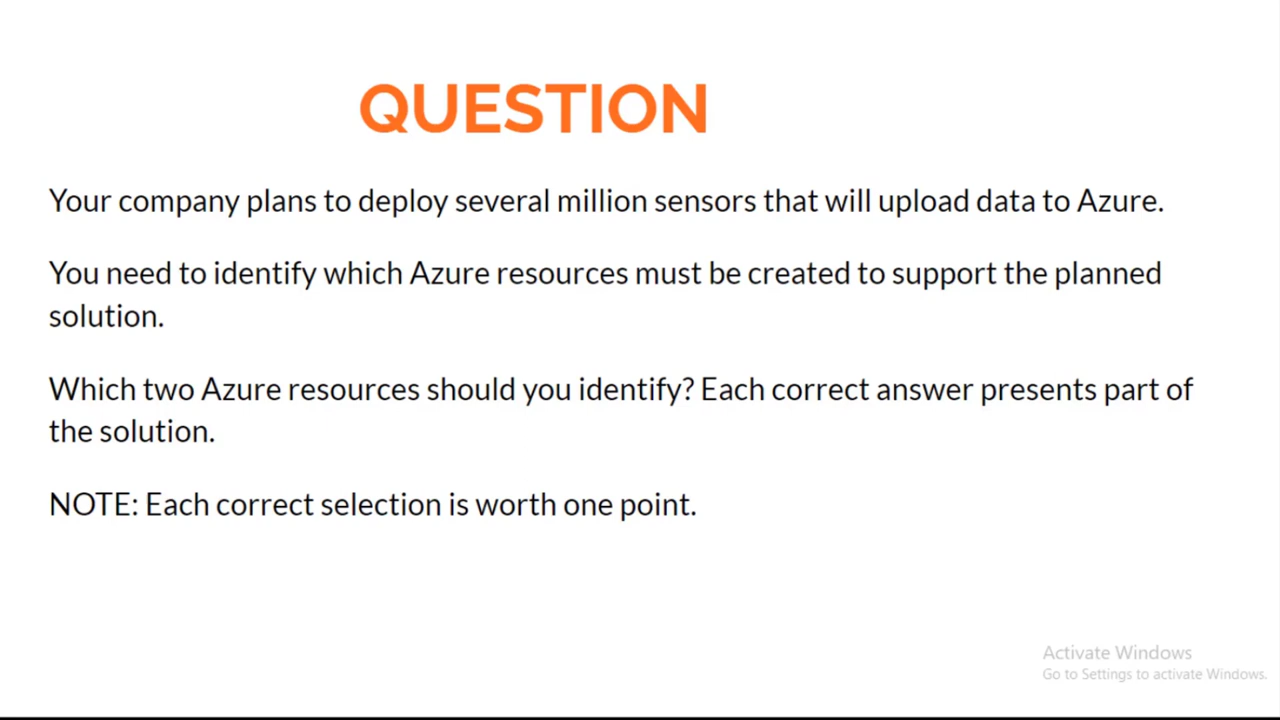 QUESTION
Your company plans to deploy several million sensors that will upload data to Azure.
You need to identify which Azure resources must be created to support the planned
solution.
Which two Azure resources should you identify? Each correct answer presents part of
the solution.
NOTE: Each correct selection is worth one point.
Activate Windows
Go to Settings to activate Windows.